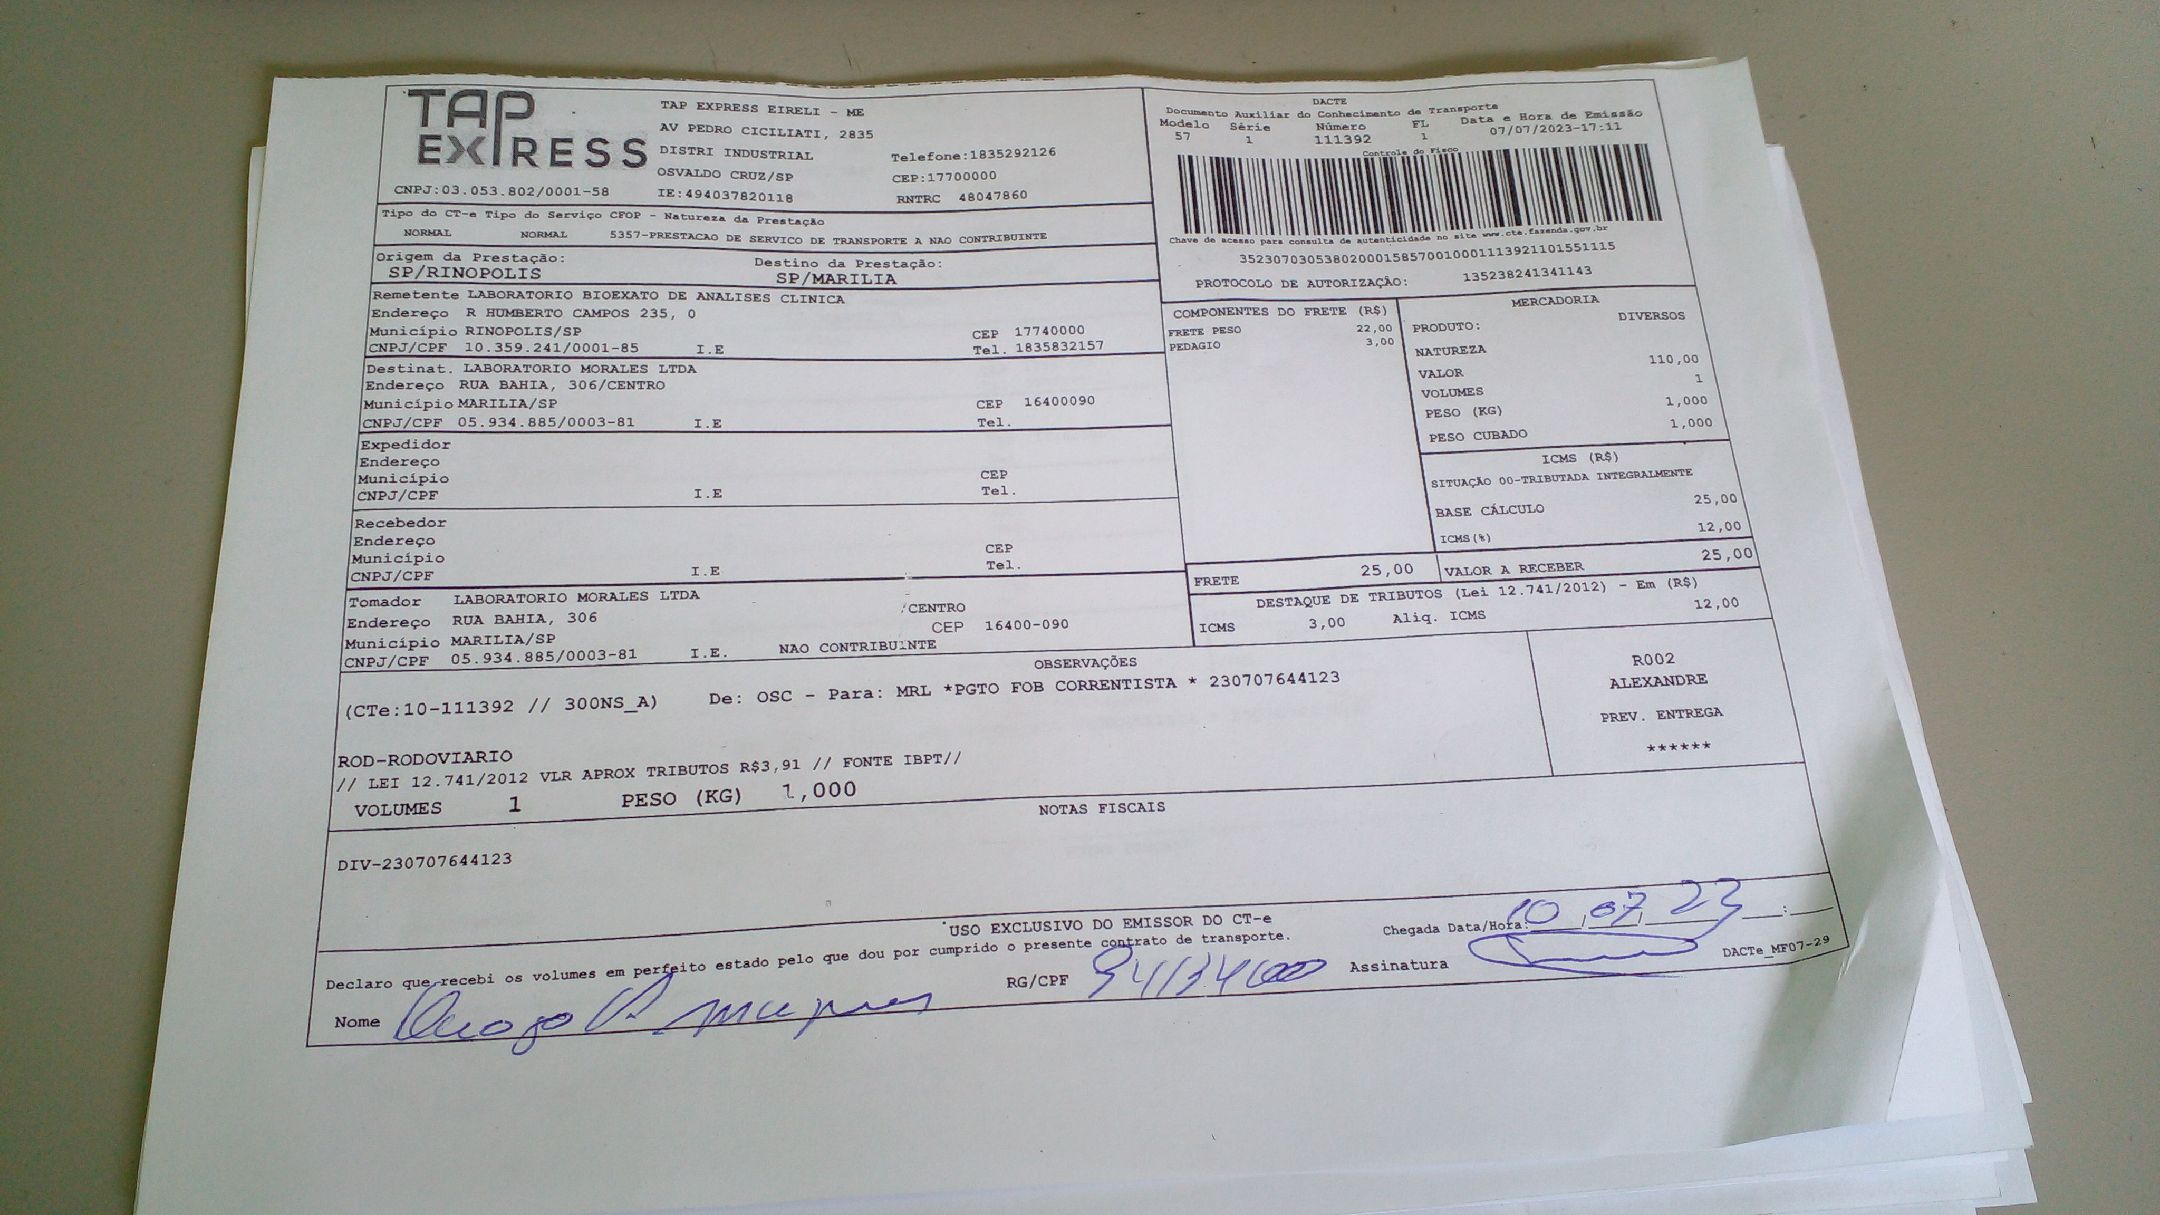 TAP
EXPRESS
CNPJ:03.053.802/0001-58
TAP EXPRESS EIRELI - ME
AV PEDRO CICILIATI, 2835
DISTRI INDUSTRIAL Telefone:1835292126
OSVALDO CRUZ/SP CEP:17700000
IE:494037820118 RNTRC 48047860
DACTE
Documento Auxiliar do Conhecimento de Transporte
Modelo Série Número FL Data e Hora de Emissão
57 1 111392 1 07/07/2023-17:11
Controle do Fisco
Chave de acesso para consulta de autenticidade no site www.cte.fazenda.gov.br
35230703053802000158570010001113921101551115
PROTOCOLO DE AUTORIZAÇÃO: 135238241341143
Tipo do CT-e Tipo do Serviço CFOP - Natureza da Prestação
NORMAL NORMAL 5357-PRESTACAO DE SERVICO DE TRANSPORTE A NAO CONTRIBUINTE
Origem da Prestação: Destino da Prestação:
SP/RINOPOLIS SP/MARILIA
Remetente LABORATORIO BIOEXATO DE ANALISES CLINICA
Endereço R HUMBERTO CAMPOS 235, 0
Município RINOPOLIS/SP CEP 17740000
CNPJ/CPF 10.359.241/0001-85 I.E Tel. 1835832157
Destinat. LABORATORIO MORALES LTDA
Endereço RUA BAHIA, 306/CENTRO
Município MARILIA/SP CEP 16400090
CNPJ/CPF 05.934.885/0003-81 I.E Tel.
Expedidor
Endereço
Município CEP
CNPJ/CPF I.E Tel.
Recebedor
Endereço
Município CEP
CNPJ/CPF I.E Tel.
Tomador LABORATORIO MORALES LTDA
Endereço RUA BAHIA, 306 /CENTRO
Município MARILIA/SP CEP 16400-090
CNPJ/CPF 05.934.885/0003-81 I.E. NAO CONTRIBUINTE
COMPONENTES DO FRETE (R$)
FRETE PESO 22,00
PEDAGIO 3,00
MERCADORIA
PRODUTO: DIVERSOS
NATUREZA
VALOR 110,00
VOLUMES 1
PESO (KG) 1,000
PESO CUBADO 1,000
ICMS (R$)
SITUAÇÃO 00-TRIBUTADA INTEGRALMENTE
BASE CÁLCULO 25,00
ICMS(%) 12,00
FRETE 25,00 VALOR A RECEBER 25,00
DESTAQUE DE TRIBUTOS (Lei 12.741/2012) - Em (R$)
ICMS 3,00 Aliq. ICMS 12,00
OBSERVAÇÕES
(CTe:10-111392 // 300NS_A) De: OSC - Para: MRL *PGTO FOB CORRENTISTA * 230707644123
ROD-RODOVIARIO
// LEI 12.741/2012 VLR APROX TRIBUTOS R$3,91 // FONTE IBPT//
VOLUMES 1 PESO (KG) 1,000
R002
ALEXANDRE
PREV. ENTREGA
******
NOTAS FISCAIS
DIV-230707644123
USO EXCLUSIVO DO EMISSOR DO CT-e
Declaro que recebi os volumes em perfeito estado pelo que dou por cumprido o presente contrato de transporte.
Chegada Data/Hora: 10/07/23 __:__
Nome
RG/CPF
Assinatura
DACTe_MF07-29